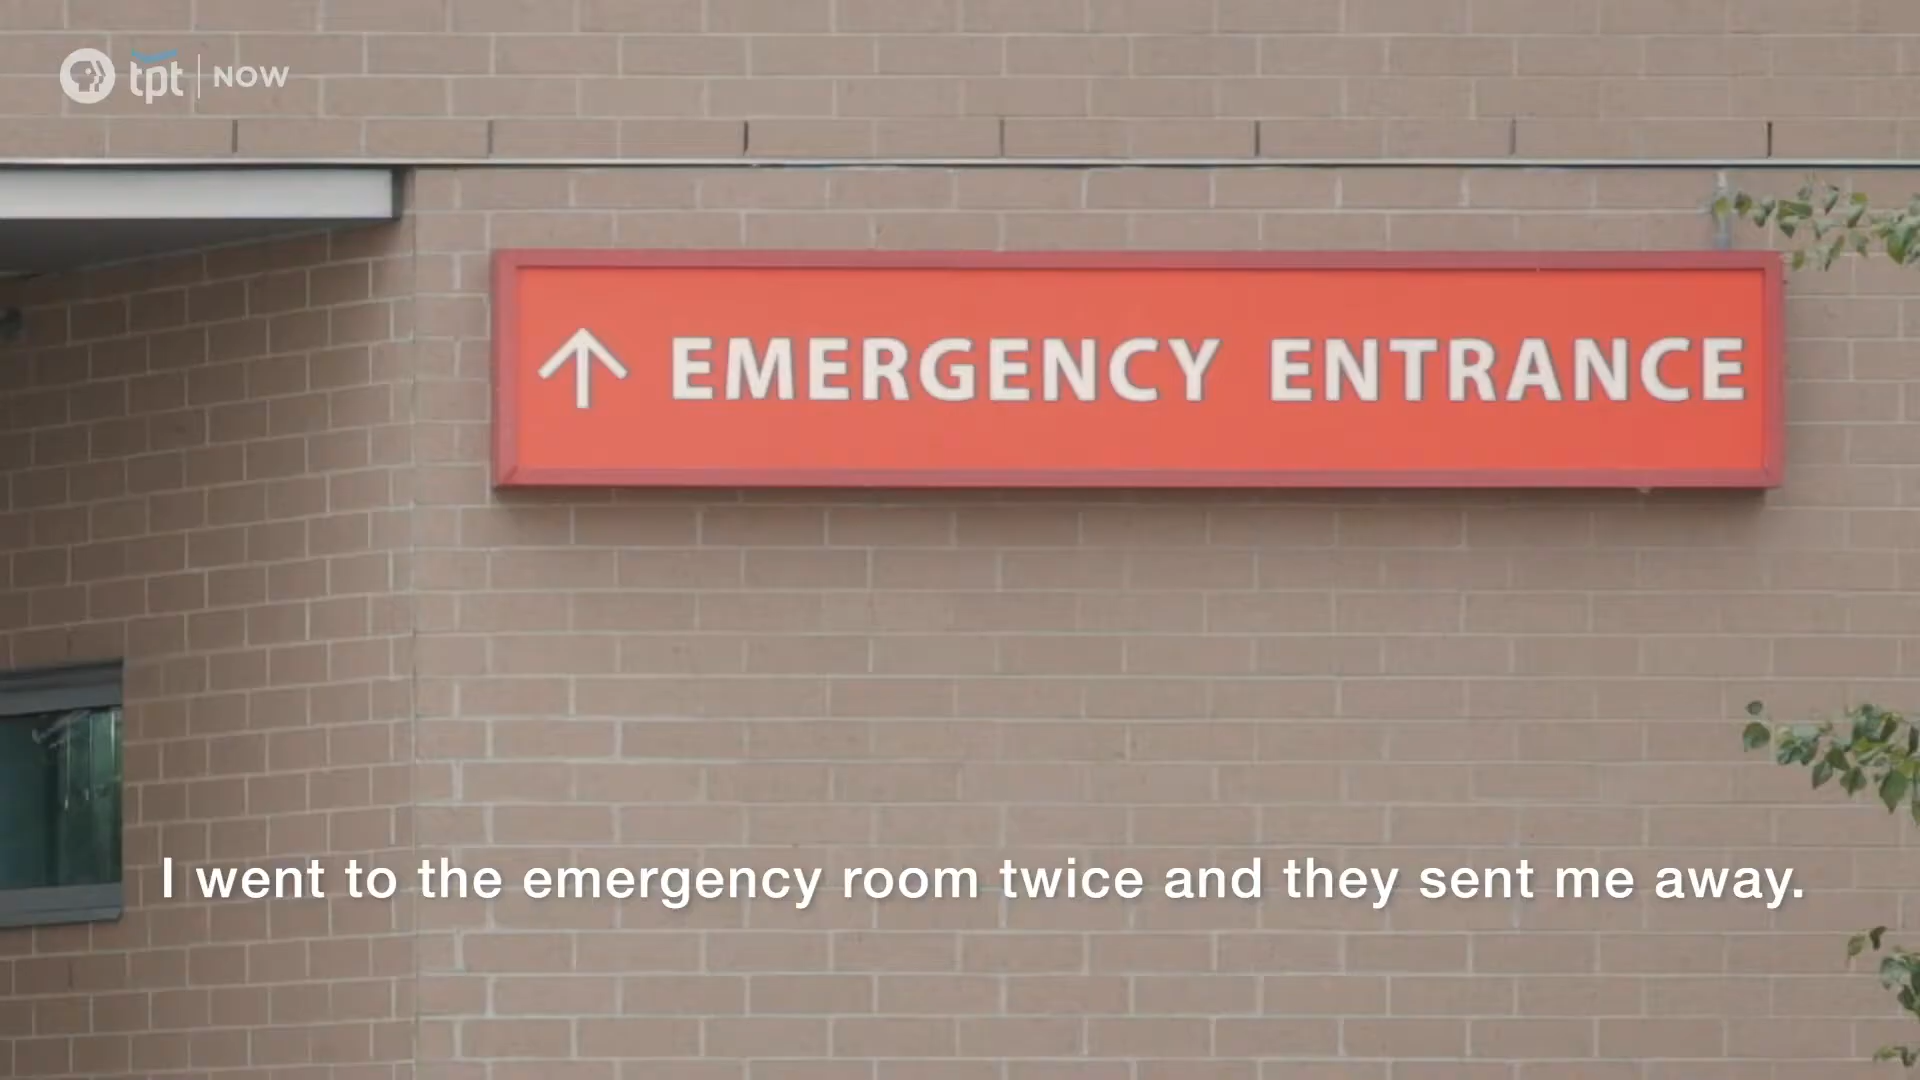 tpt NOW
↑ EMERGENCY ENTRANCE
I went to the emergency room twice and they sent me away.